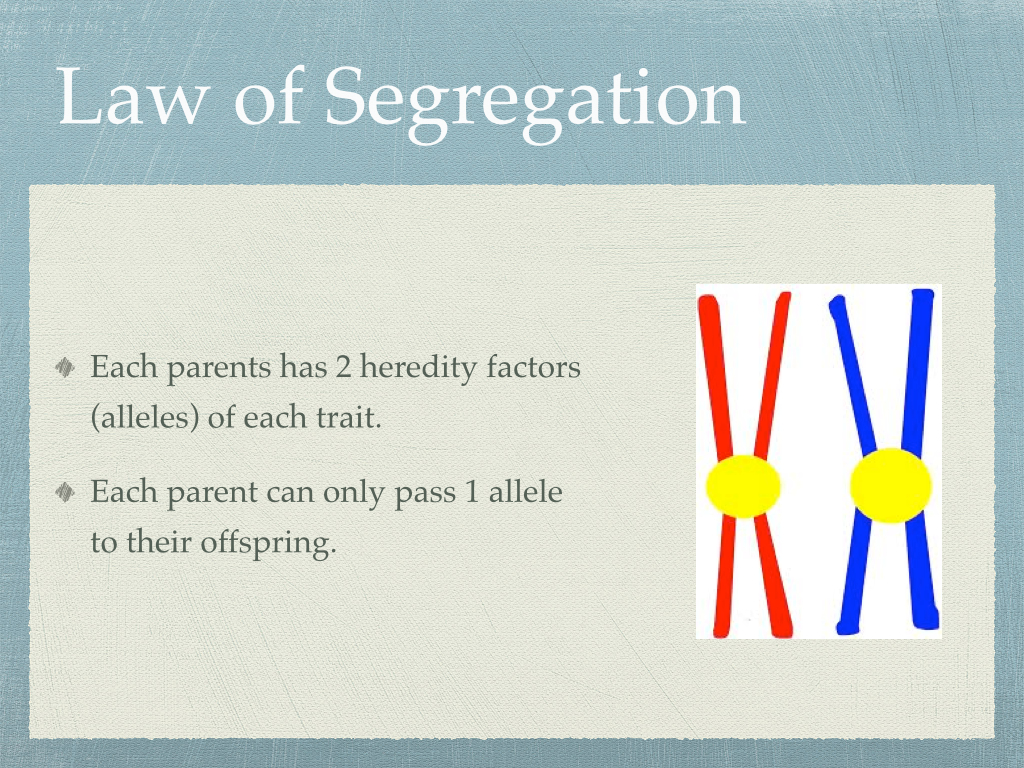 Law of Segregation
Each parents has 2 heredity factors
(alleles) of each trait.
Each parent can only pass 1 allele
to their offspring.